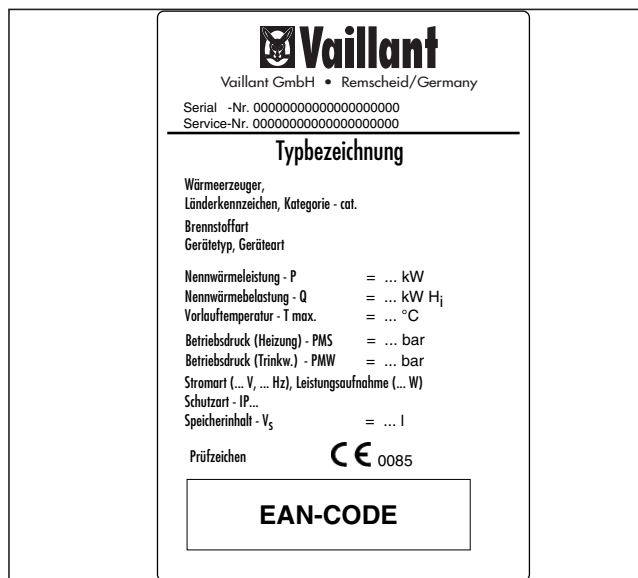 Vaillant
Vaillant GmbH • Remscheid/Germany
Serial -Nr. 00000000000000000000
Service-Nr. 00000000000000000000
Typbezeichnung
Wärmeerzeuger,
Länderkennzeichen, Kategorie - cat.
Brennstoffart
Gerätetyp, Geräteart
Nennwärmeleistung - P = ... kW
Nennwärmebelastung - Q = ... kW Hi
Vorlauftemperatur - T max. = ... °C
Betriebsdruck (Heizung) - PMS = ... bar
Betriebsdruck (Trinkw.) - PMW = ... bar
Stromart (... V, ... Hz), Leistungsaufnahme (... W)
Schutzart - IP...
Speicherinhalt - Vs = ... l
Prüfzeichen CE 0085
EAN-CODE